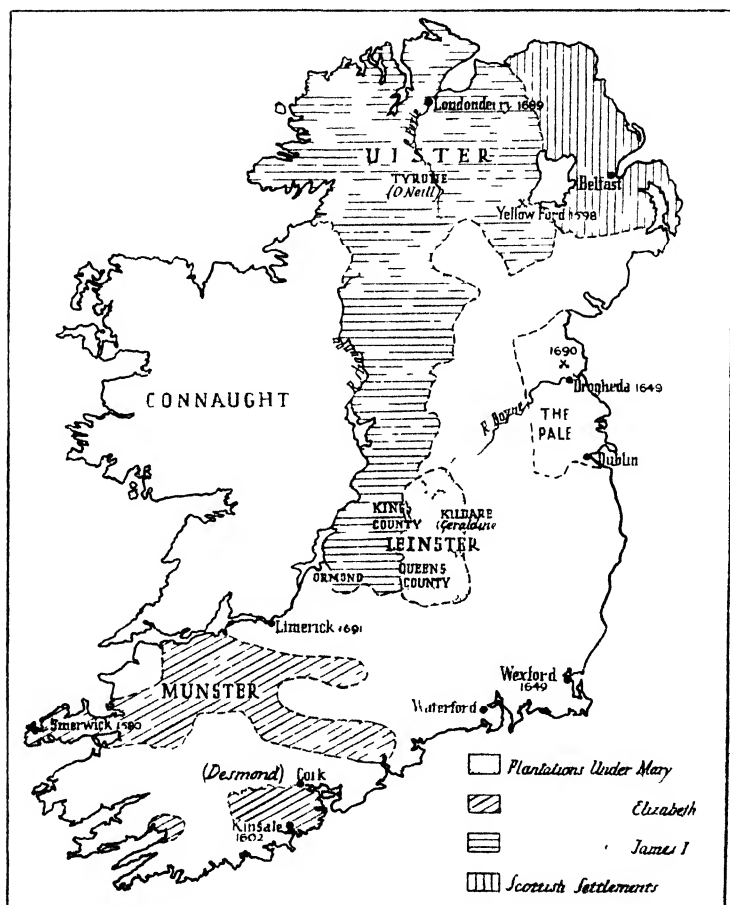 Londonderry 1689
R. Foyle
ULSTER
TYRONE
(O'Neill)
Belfast
Yellow Ford 1598
1690
Drogheda 1649
R. Boyne
THE
PALE
Dublin
CONNAUGHT
KINGS
COUNTY
KILDARE
(Geraldine
LEINSTER
ORMOND
QUEENS
COUNTY
Limerick 1691
MUNSTER
Smerwick 1580
Wexford
1649
Waterford
(Desmond)
Cork
Kinsale
1602
Plantations Under Mary
Elizabeth
James I
Scottish Settlements